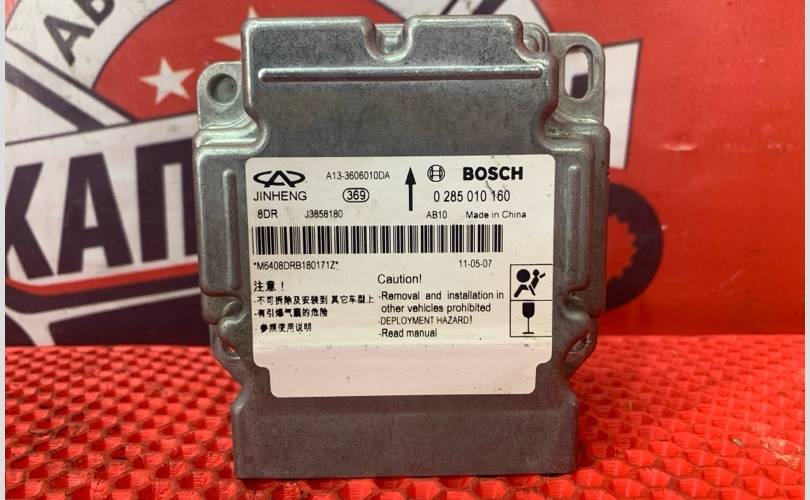 АВ
КАП
A13-3606010DA
BOSCH
JINHENG
369
0 285 010 160
8DR
J3858180
AB10
Made in China
*M6408DRB180171Z*
11-05-07
注意！
-不可拆除及安装到 其它车型上
-有引爆气囊的危险
-参照使用说明
Caution!
-Removal and installation in
other vehicles prohibited
-DEPLOYMENT HAZARD!
-Read manual